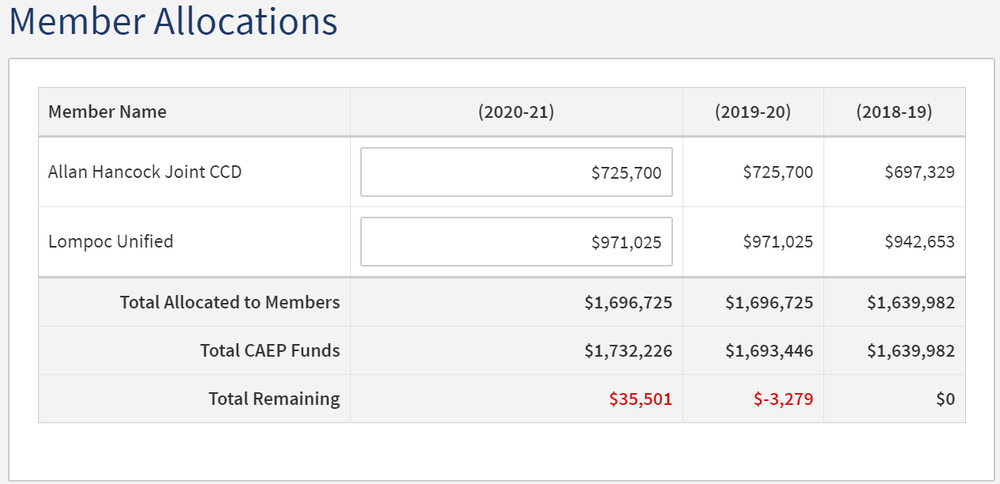 Member Allocations
Member Name (2020-21) (2019-20) (2018-19)
Allan Hancock Joint CCD $725,700 $725,700 $697,329
Lompoc Unified $971,025 $971,025 $942,653
Total Allocated to Members $1,696,725 $1,696,725 $1,639,982
Total CAEP Funds $1,732,226 $1,693,446 $1,639,982
Total Remaining $35,501 $-3,279 $0